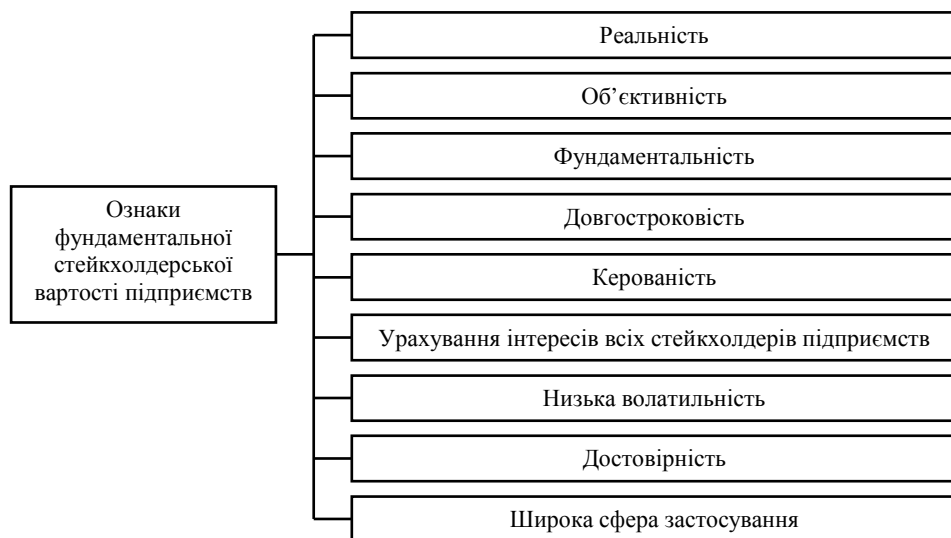 Ознаки
фундаментальної
стейкхолдерської
вартості підприємств
Реальність
Об’єктивність
Фундаментальність
Довгостроковість
Керованість
Урахування інтересів всіх стейкхолдерів підприємств
Низька волатильність
Достовірність
Широка сфера застосування